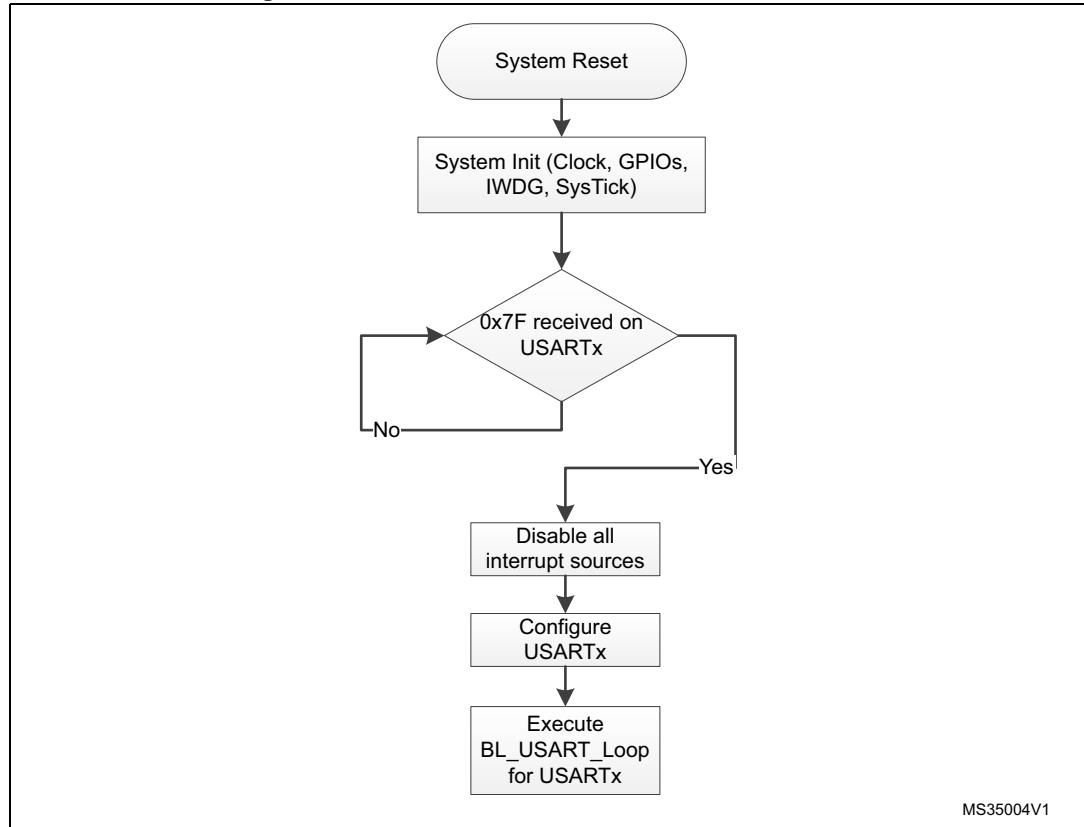 System Reset
System Init (Clock, GPIOs,
IWDG, SysTick)
0x7F received on
USARTx
No
Yes
Disable all
interrupt sources
Configure
USARTx
Execute
BL_USART_Loop
for USARTx
MS35004V1